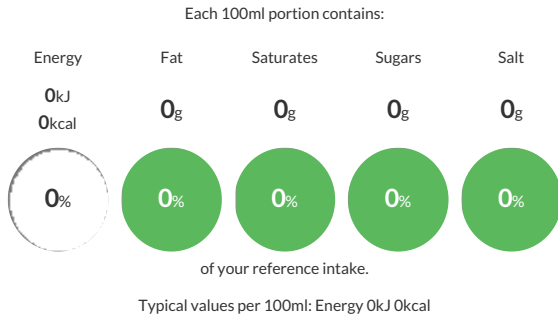 Each 100ml portion contains:
Energy Fat Saturates Sugars Salt
0kJ
0kcal
0g 0g 0g 0g
0% 0% 0% 0% 0%
of your reference intake.
Typical values per 100ml: Energy 0kJ 0kcal